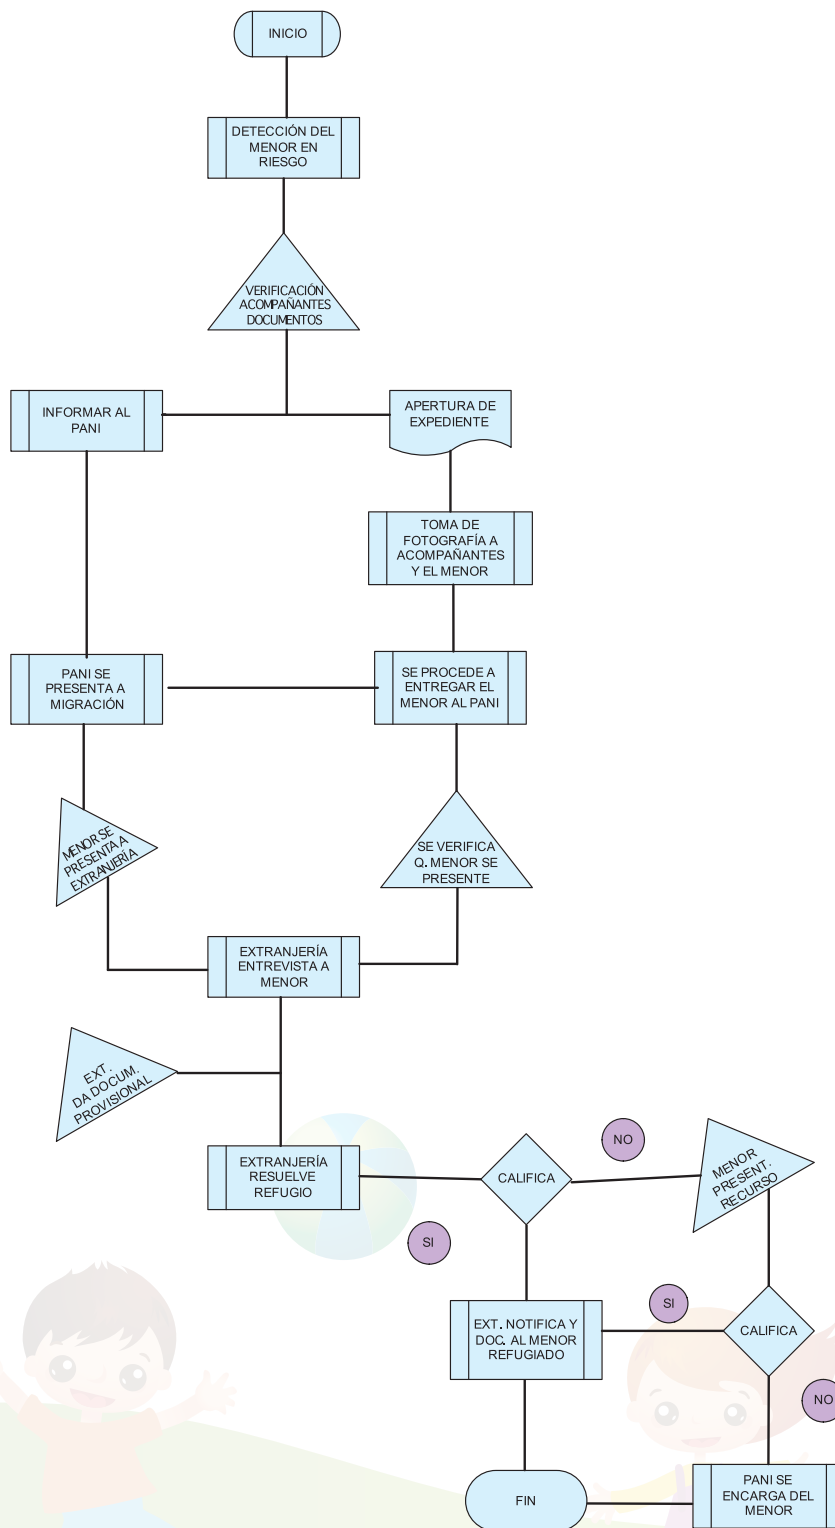 INICIO
DETECCIÓN DEL
MENOR EN
RIESGO
VERIFICACIÓN
ACOMPAÑANTES
DOCUMENTOS
INFORMAR AL
PANI
APERTURA DE
EXPEDIENTE
TOMA DE
FOTOGRAFÍA A
ACOMPAÑANTES
Y EL MENOR
PANI SE
PRESENTA A
MIGRACIÓN
SE PROCEDE A
ENTREGAR EL
MENOR AL PANI
MENOR SE
PRESENTA A
EXTRANJERÍA
SE VERIFICA
Q. MENOR SE
PRESENTE
EXTRANJERÍA
ENTREVISTA A
MENOR
EXT.
DA DOCUM.
PROVISIONAL
EXTRANJERÍA
RESUELVE
REFUGIO
CALIFICA
NO
MENOR
PRESENT.
RECURSO
SI
EXT. NOTIFICA Y
DOC. AL MENOR
REFUGIADO
SI
CALIFICA
NO
FIN
PANI SE
ENCARGA DEL
MENOR